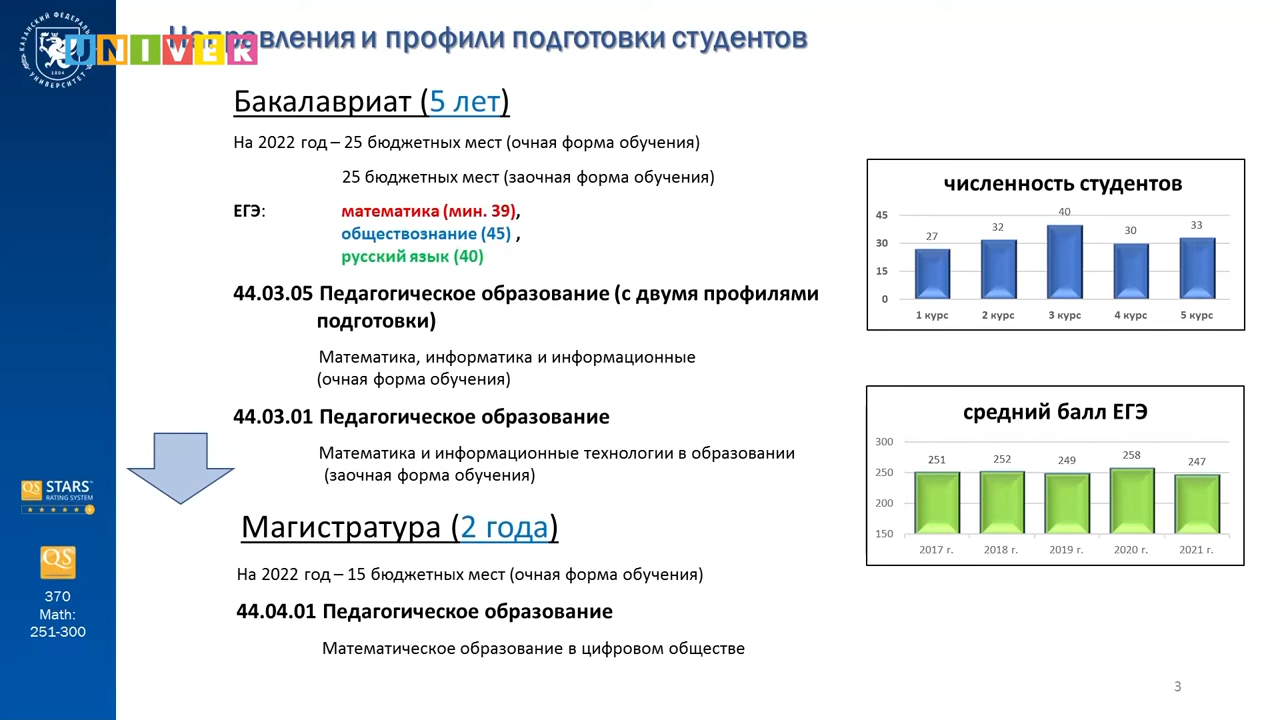 КАЗАНСКИЙ ФЕДЕРАЛЬНЫЙ УНИВЕРСИТЕТ
1804
UNIVER
Направления и профили подготовки студентов
Бакалавриат (5 лет)
На 2022 год – 25 бюджетных мест (очная форма обучения)
25 бюджетных мест (заочная форма обучения)
ЕГЭ: математика (мин. 39),
обществознание (45) ,
русский язык (40)
44.03.05 Педагогическое образование (с двумя профилями
подготовки)
Математика, информатика и информационные
(очная форма обучения)
44.03.01 Педагогическое образование
Математика и информационные технологии в образовании
(заочная форма обучения)
Магистратура (2 года)
На 2022 год – 15 бюджетных мест (очная форма обучения)
44.04.01 Педагогическое образование
Математическое образование в цифровом обществе
численность студентов
45
30
15
0
27 32 40 30 33
1 курс 2 курс 3 курс 4 курс 5 курс
средний балл ЕГЭ
300
250
200
150
251 252 249 258 247
2017 г. 2018 г. 2019 г. 2020 г. 2021 г.
QS STARS™
RATING SYSTEM
QS
370
Math:
251-300
3